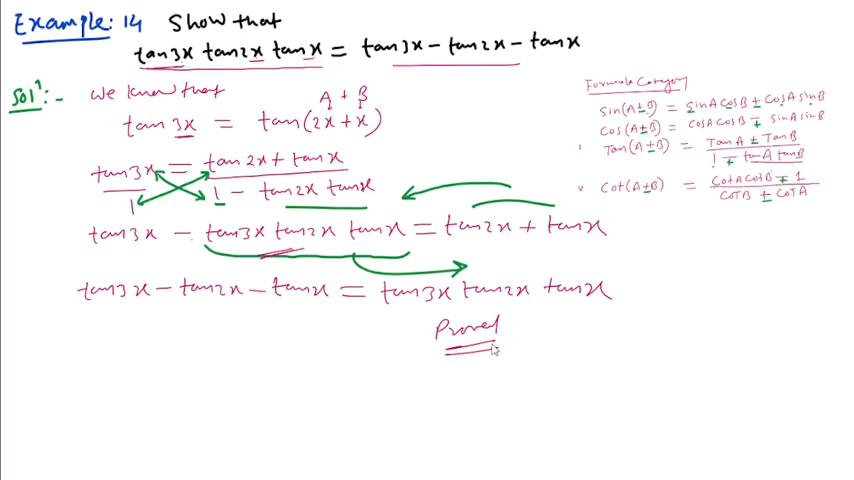 Example: 14 Show that
tan3x tan2x tanx = tan3x - tan2x - tanx
Solⁿ:- We know that
A + B
tan 3x = tan(2x+x)
tan3x/1 = (tan2x + tanx)/(1 - tan2x tanx)
tan3x - tan3x tan2x tanx = tan2x + tanx
tan3x - tan2x - tanx = tan3x tan2x tanx
Proved
Formula Category
Sin(A±B) = SinA CosB ± CosA SinB
Cos(A±B) = CosA CosB ∓ SinA SinB
Tan(A±B) = (TanA ± TanB)/(1 ∓ tanA tanB)
Cot(A±B) = (CotA CotB ∓ 1)/(CotB ± CotA)